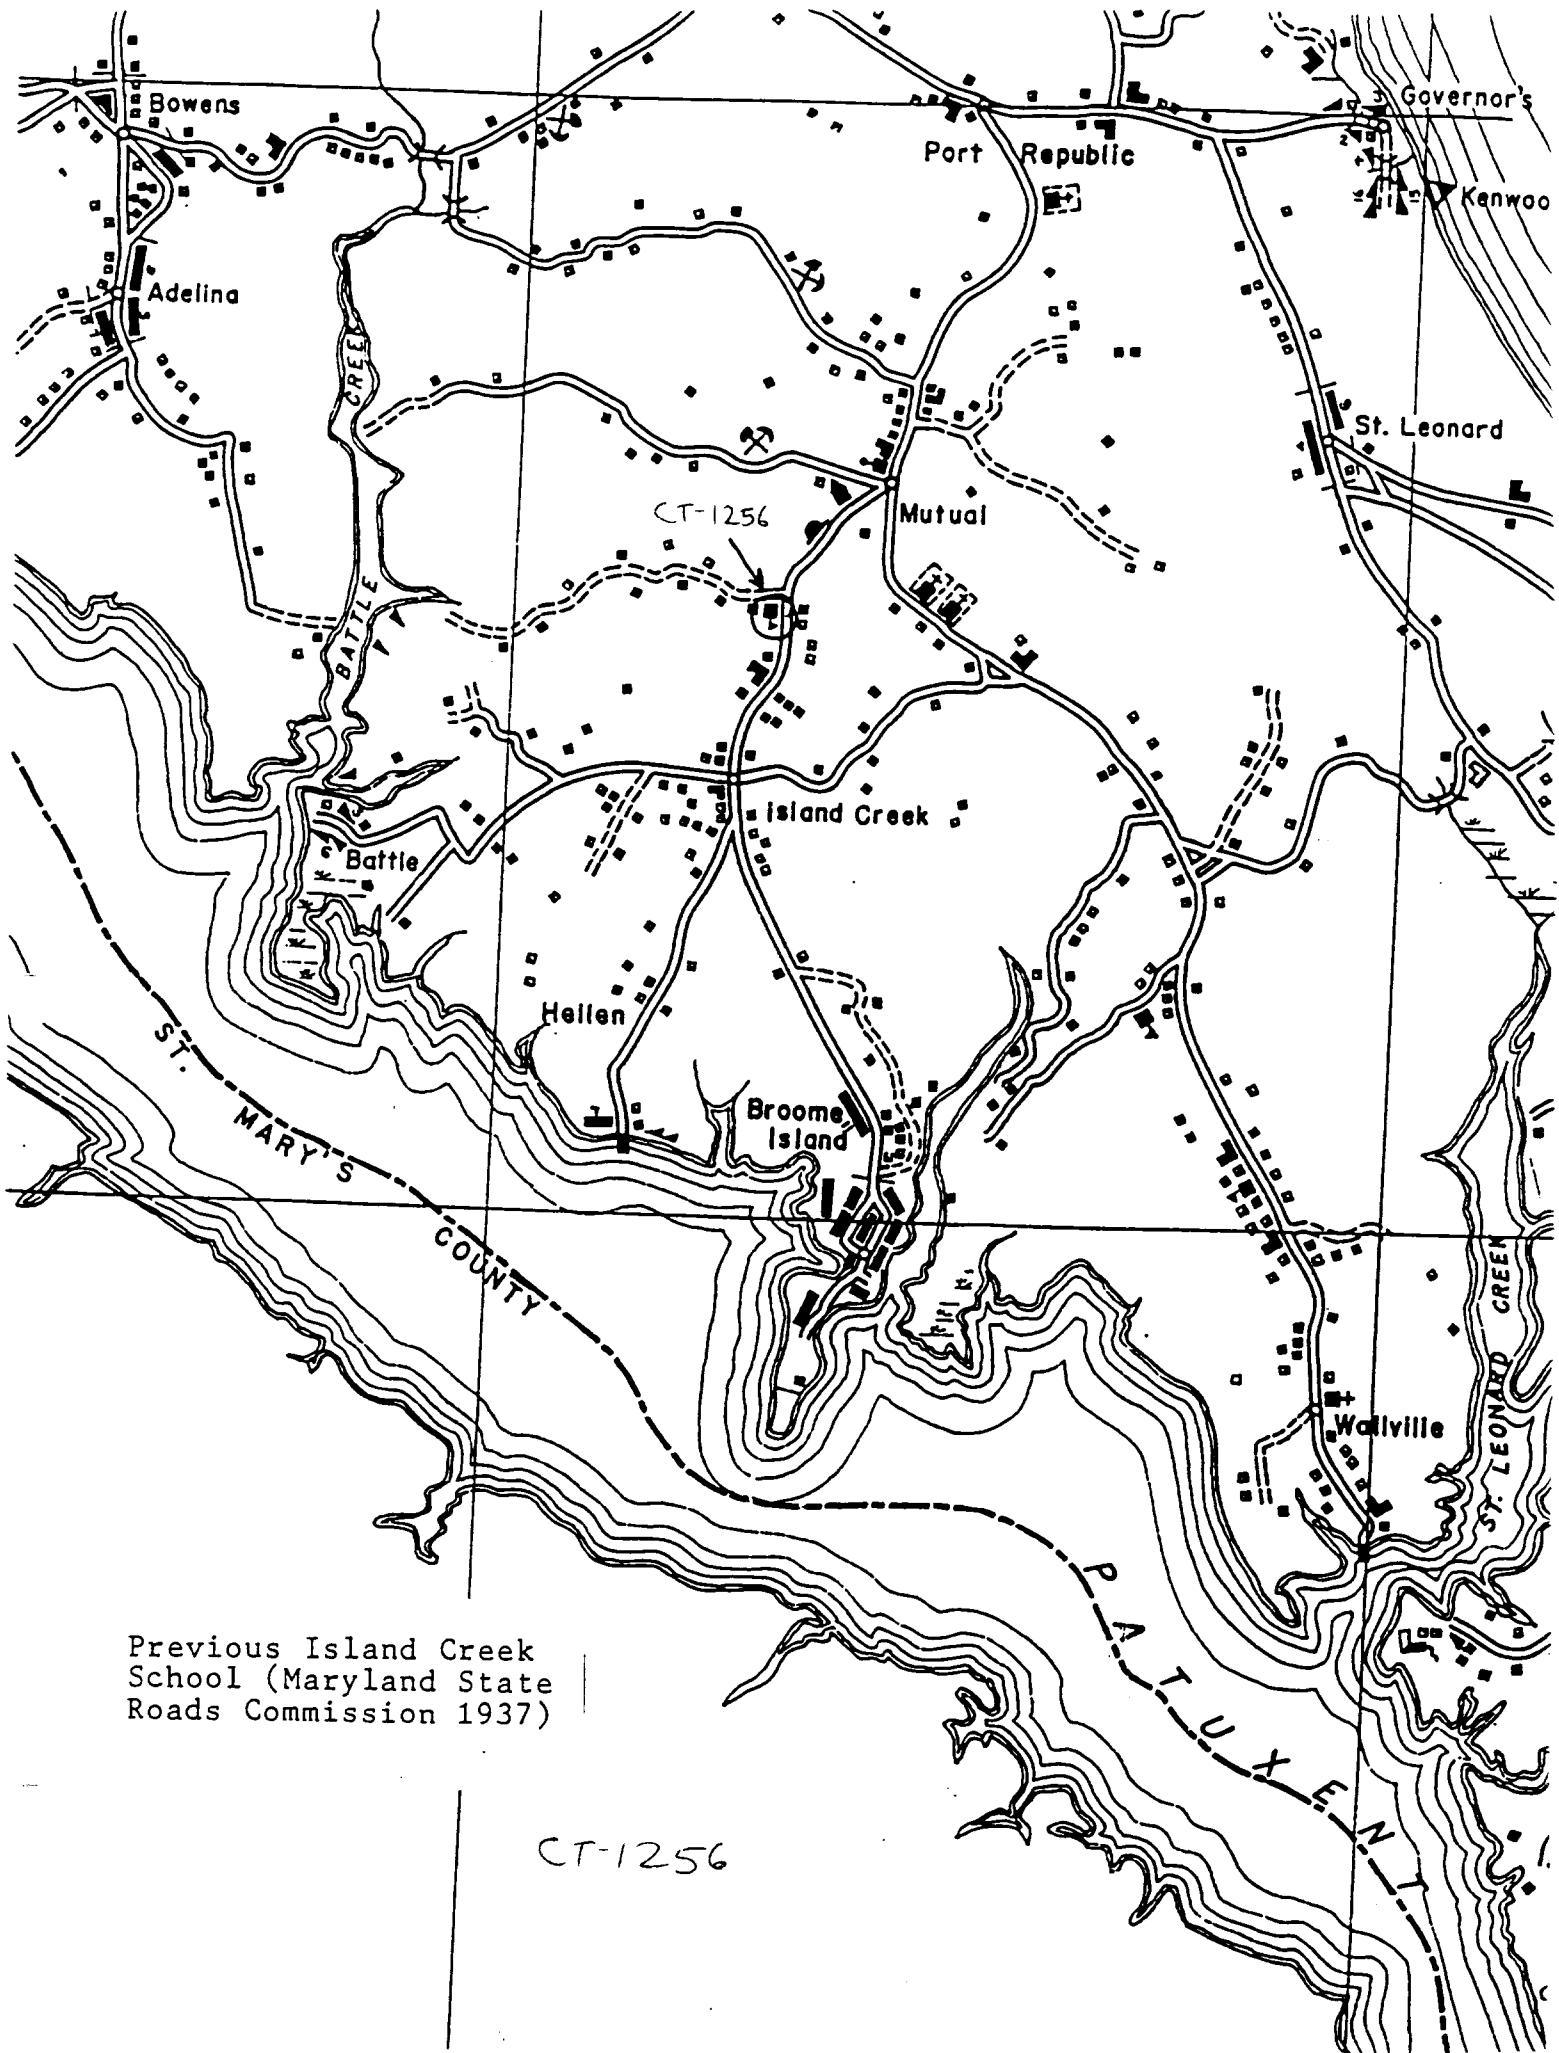 Bowens
Governor's
Port Republic
Kenwoo
Adelina
CREEK
St. Leonard
CT-1256
Mutual
BATTLE
Island Creek
Battle
Hellen
ST. MARY'S COUNTY
Broome
Island
ST. LEONARD CREEK
Wallville
PATUXENT
Previous Island Creek
School (Maryland State
Roads Commission 1937)
CT-1256